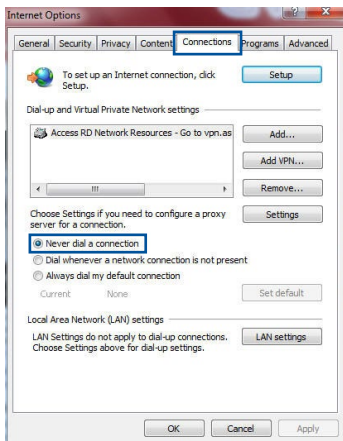 Internet Options
General Security Privacy Content Connections Programs Advanced
To set up an Internet connection, click
Setup.
Setup
Dial-up and Virtual Private Network settings
Access RD Network Resources - Go to vpn.as
Add...
Add VPN...
Remove...
Choose Settings if you need to configure a proxy
server for a connection.
Settings
Never dial a connection
Dial whenever a network connection is not present
Always dial my default connection
Current None Set default
Local Area Network (LAN) settings
LAN Settings do not apply to dial-up connections.
Choose Settings above for dial-up settings.
LAN settings
OK Cancel Apply